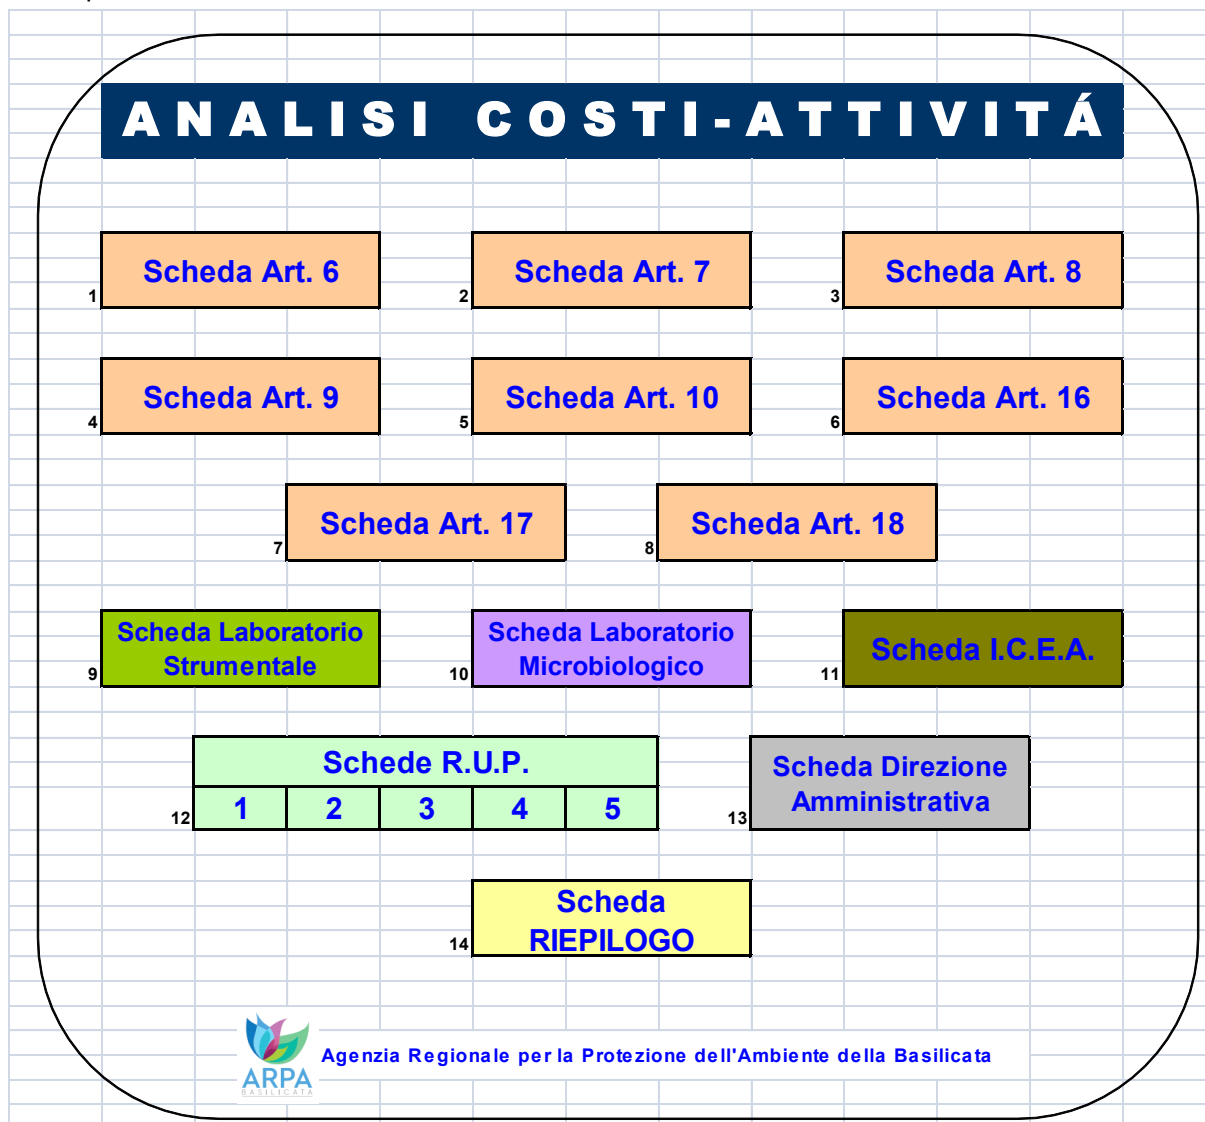 ANALISI COSTI-ATTIVITÁ
Scheda Art. 6
1
Scheda Art. 7
2
Scheda Art. 8
3
Scheda Art. 9
4
Scheda Art. 10
5
Scheda Art. 16
6
Scheda Art. 17
7
Scheda Art. 18
8
Scheda Laboratorio
Strumentale
9
Scheda Laboratorio
Microbiologico
10
Scheda I.C.E.A.
11
Schede R.U.P.
1 2 3 4 5
12
Scheda Direzione
Amministrativa
13
Scheda
RIEPILOGO
14
ARPA
BASILICATA
Agenzia Regionale per la Protezione dell'Ambiente della Basilicata